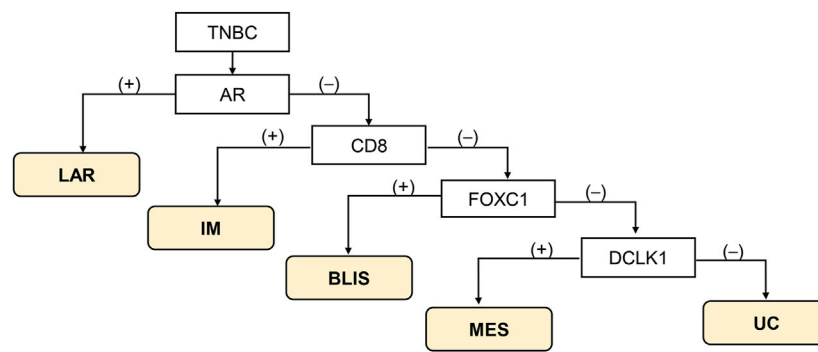 TNBC
(+)
AR
(–)
LAR
(+)
CD8
(–)
IM
(+)
FOXC1
(–)
BLIS
(+)
DCLK1
(–)
MES
UC